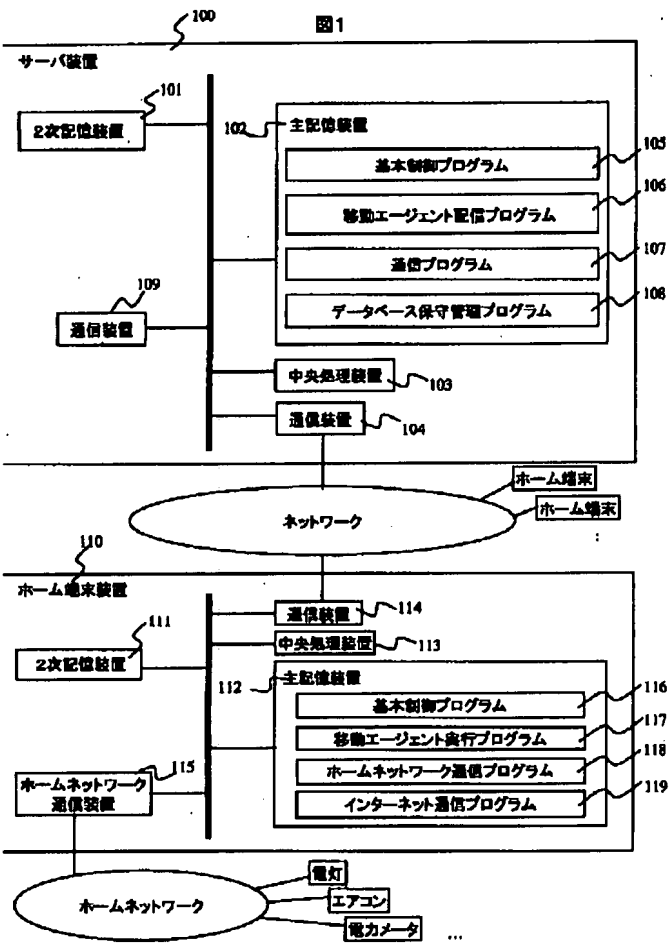 図1
100
サーバ装置
101
2次記憶装置
102
主記憶装置
105
基本制御プログラム
106
移動エージェント配信プログラム
107
通信プログラム
108
データベース保守管理プログラム
109
通信装置
中央処理装置
103
通信装置
104
ネットワーク
ホーム端末
ホーム端末
:
110
ホーム端末装置
通信装置
114
中央処理装置
113
111
2次記憶装置
112
主記憶装置
116
基本制御プログラム
117
移動エージェント実行プログラム
118
ホームネットワーク通信プログラム
119
インターネット通信プログラム
115
ホームネットワーク
通信装置
ホームネットワーク
電灯
エアコン
電力メータ
...